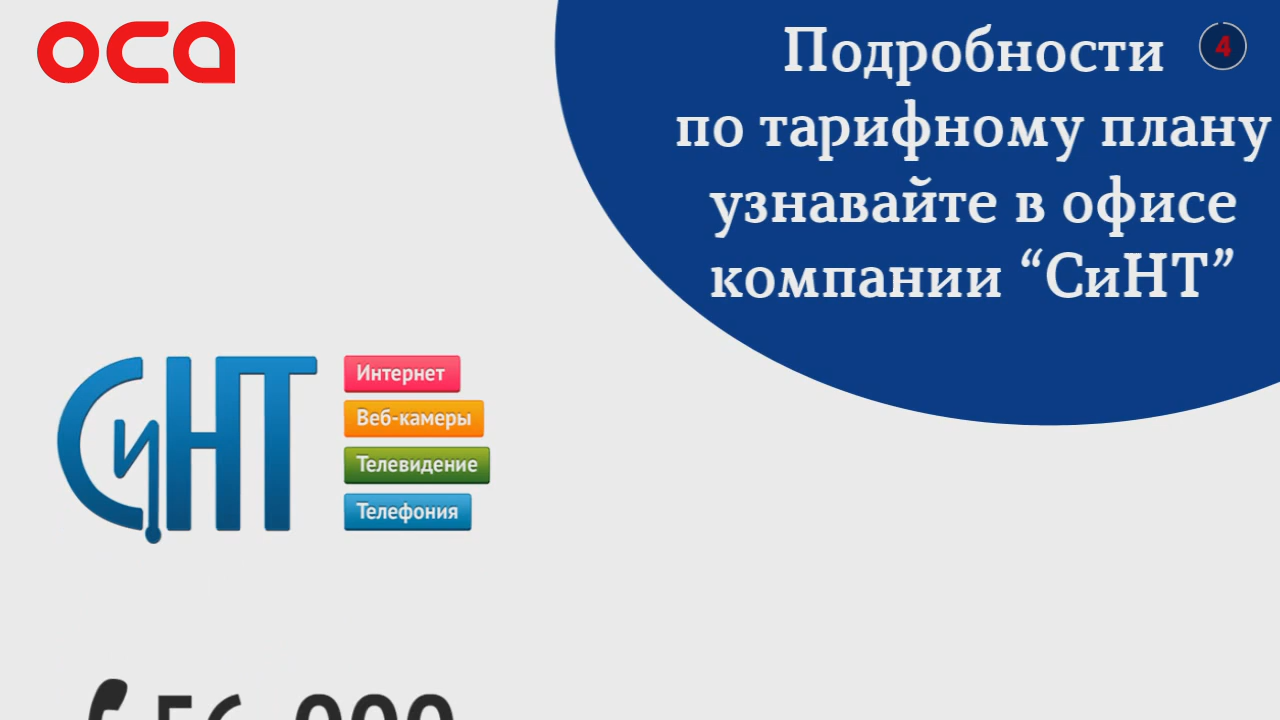 оса
Подробности
4
по тарифному плану
узнавайте в офисе
компании “СиНТ”
СиНТ
Интернет
Веб-камеры
Телевидение
Телефония